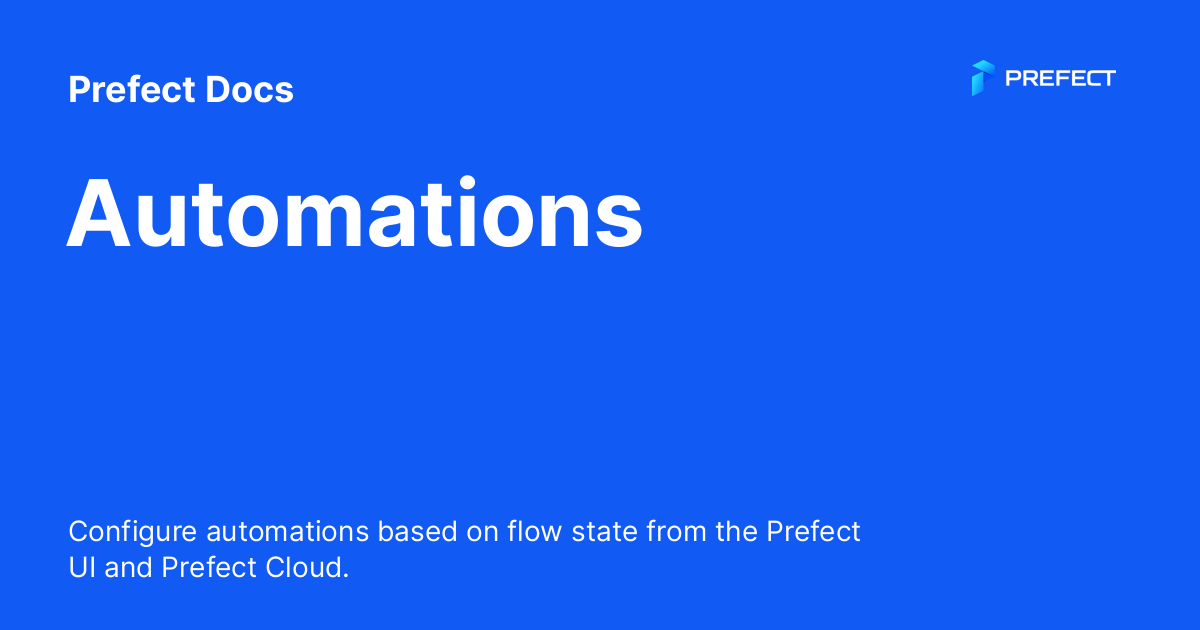 Prefect Docs
PREFECT
Automations
Configure automations based on flow state from the Prefect
UI and Prefect Cloud.